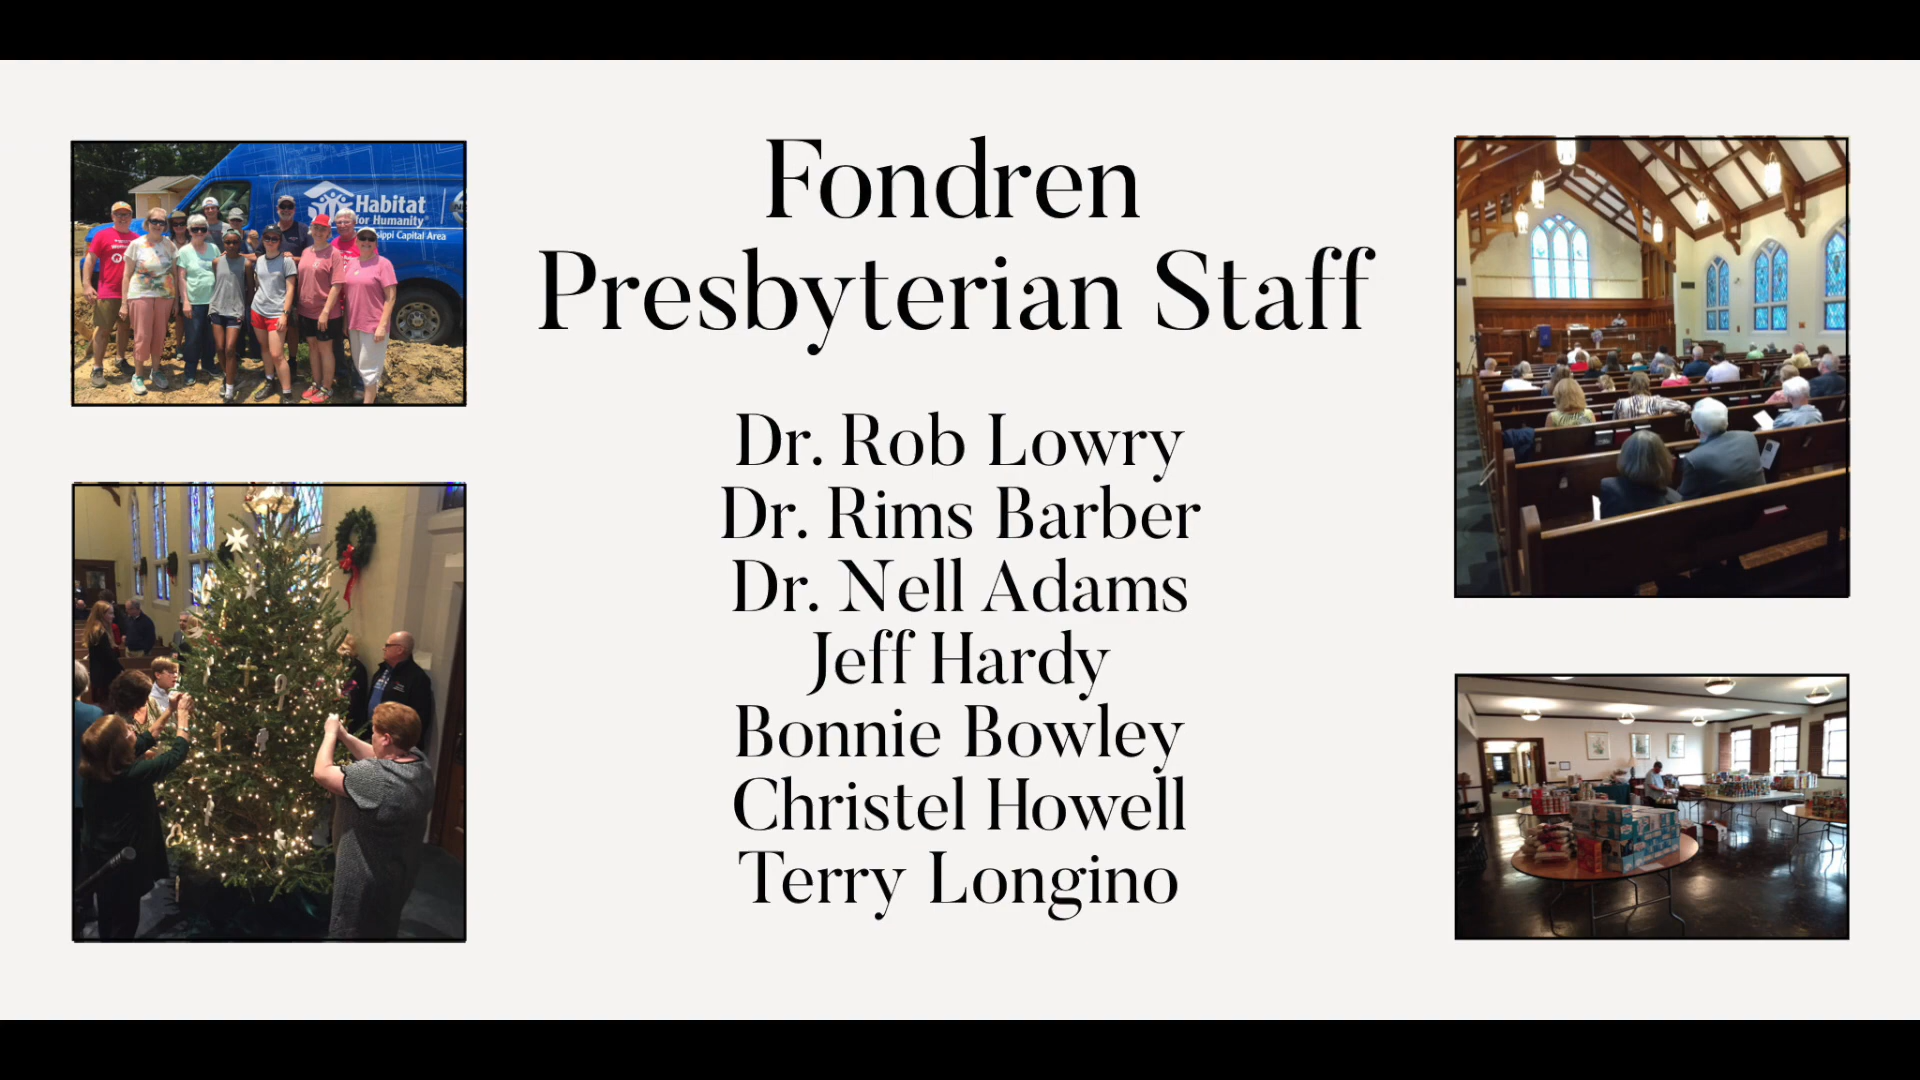 Fondren
Presbyterian Staff
Dr. Rob Lowry
Dr. Rims Barber
Dr. Nell Adams
Jeff Hardy
Bonnie Bowley
Christel Howell
Terry Longino
Habitat
for Humanity
Capital Area